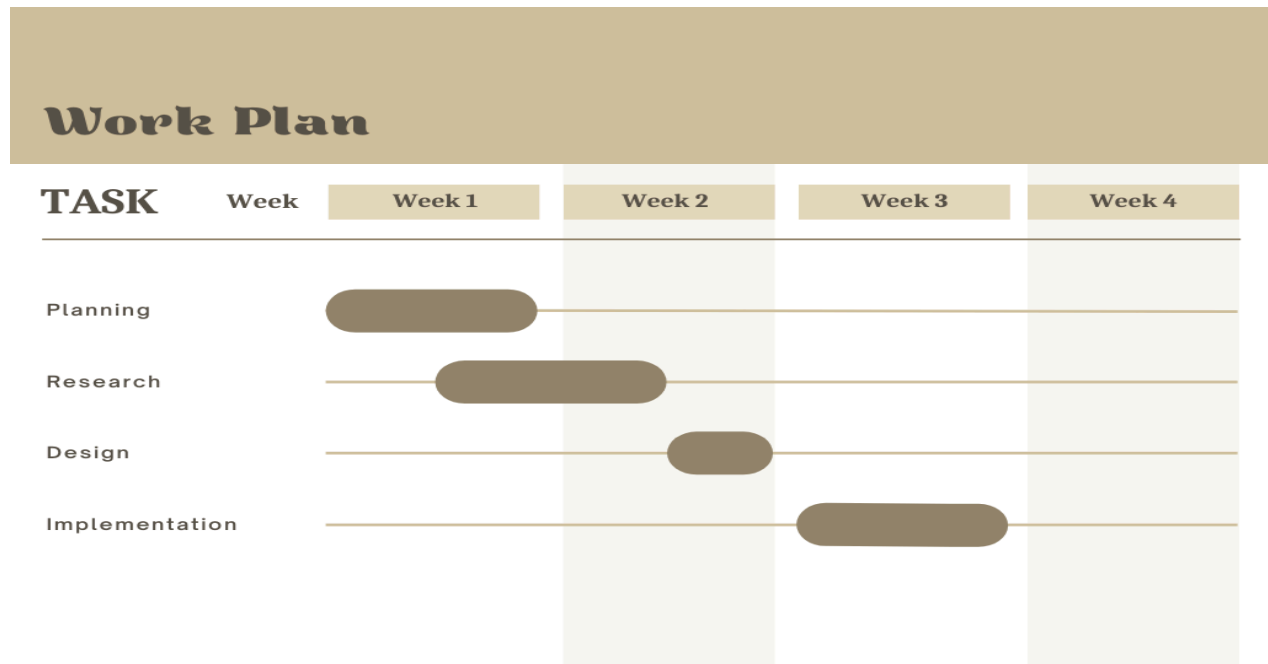 Work Plan
TASK Week Week 1 Week 2 Week 3 Week 4
Planning
Research
Design
Implementation